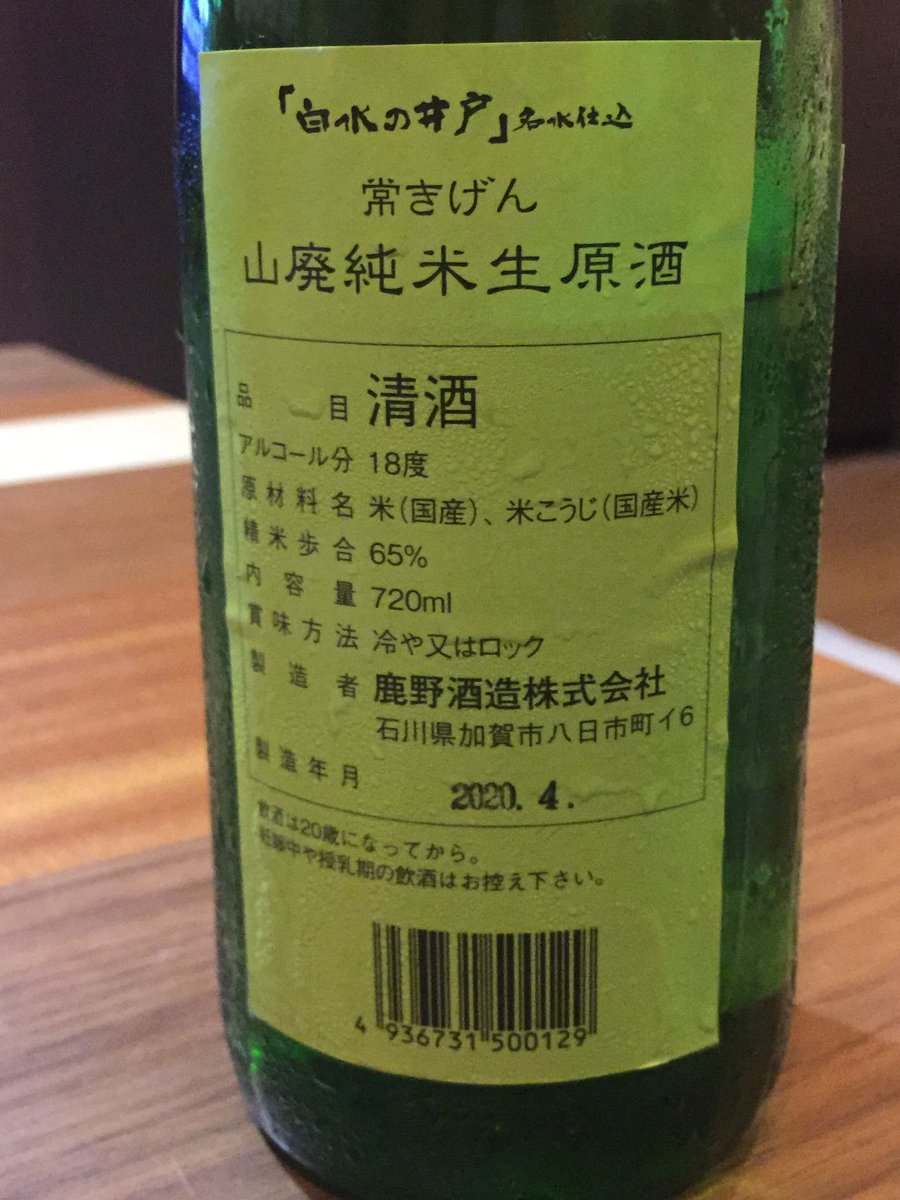 「白水の井戸」名水仕込
常きげん
山廃純米生原酒
品目 清酒
アルコール分 18度
原材料名 米(国産)、米こうじ(国産米)
精米歩合 65%
内容量 720ml
賞味方法 冷や又はロック
製造者 鹿野酒造株式会社
石川県加賀市八日市町イ6
製造年月 2020.4.
飲酒は20歳になってから。
妊娠中や授乳期の飲酒はお控え下さい。
4 936731 500129